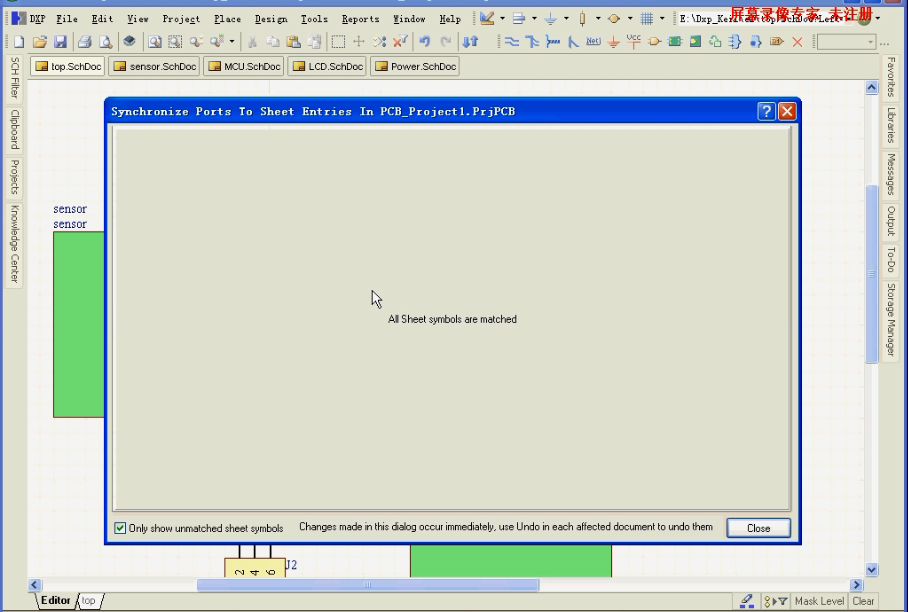 DXP File Edit View Project Place Design Tools Reports Window Help
屏幕录像专家 未注册
top.SchDoc sensor.SchDoc MCU.SchDoc LCD.SchDoc Power.SchDoc
SCH Filter
Clipboard
Projects
Knowledge Center
Favorites
Libraries
Messages
Output
To-Do
Storage Manager
Synchronize Ports To Sheet Entries In PCB_Project1.PrjPCB
sensor
sensor
All Sheet symbols are matched
Only show unmatched sheet symbols Changes made in this dialog occur immediately, use Undo in each affected document to undo them Close
2 4 6 J2
Editor top Mask Level Clear